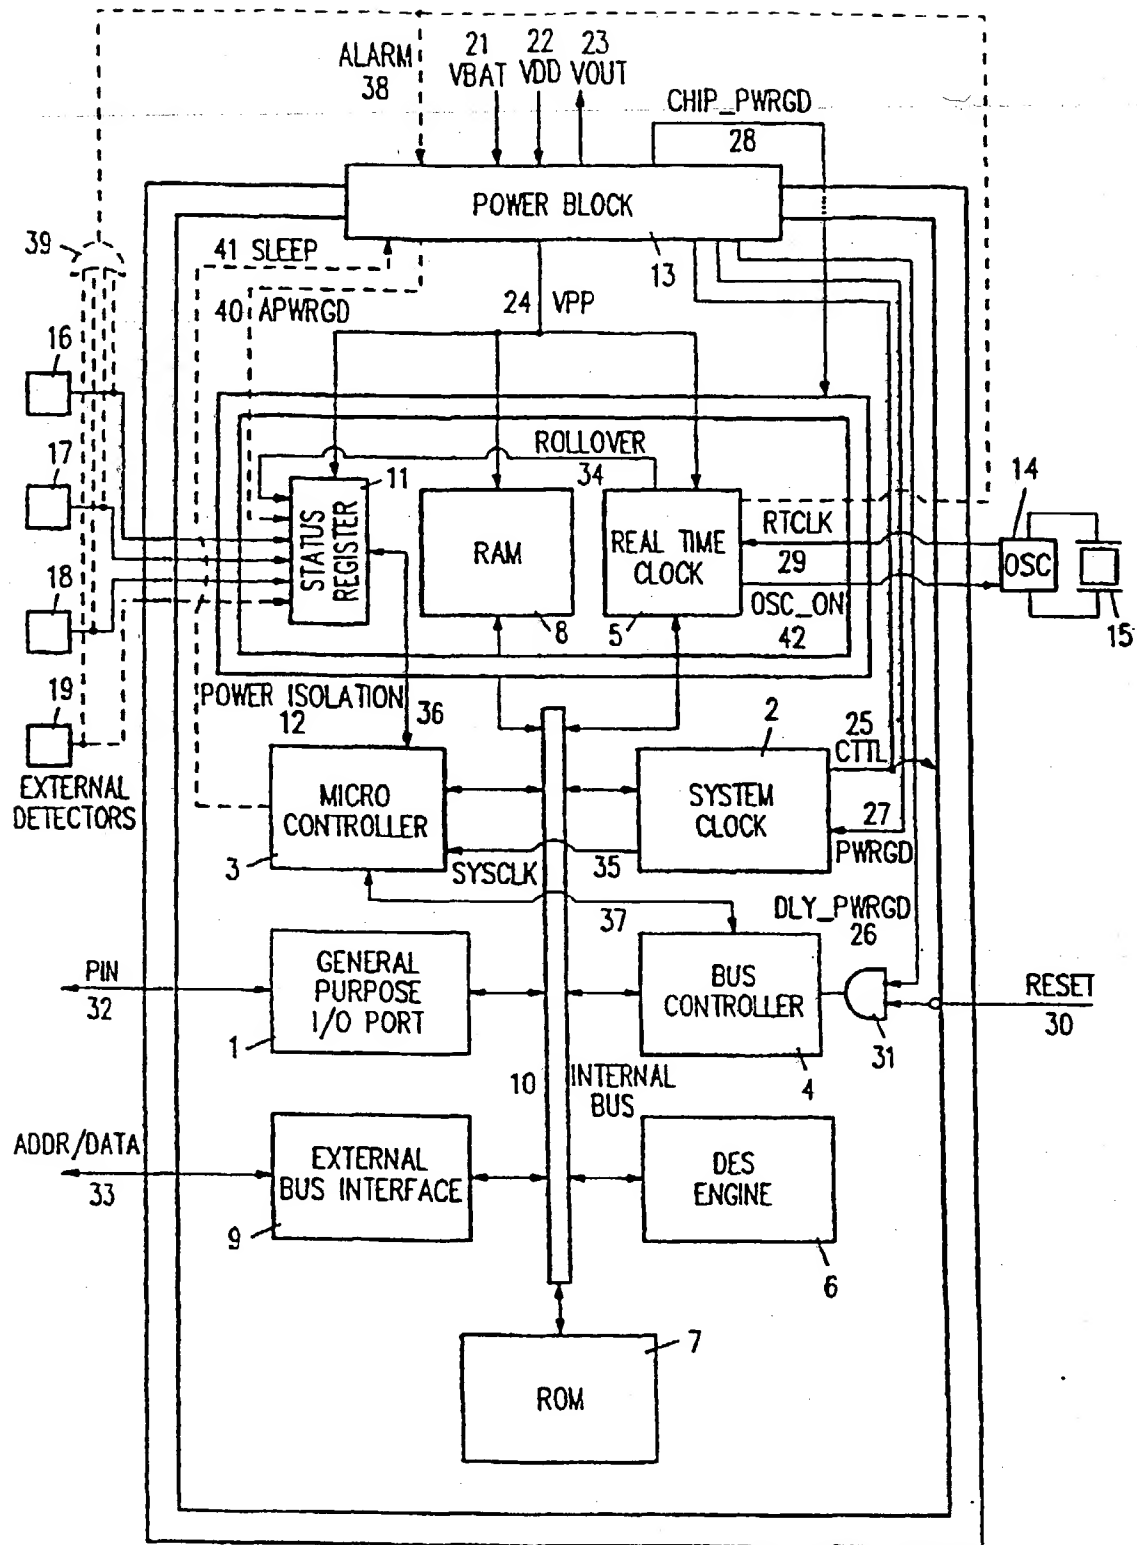 ALARM
38
21
VBAT
22
VDD
23
VOUT
CHIP_PWRGD
28
POWER BLOCK
13
39
41 SLEEP
40 APWRGD
24 VPP
16
17
18
19
EXTERNAL
DETECTORS
ROLLOVER
34
11
STATUS
REGISTER
RAM
8
REAL TIME
CLOCK
5
RTCLK
29
OSC_ON
42
14
OSC
15
POWER ISOLATION
12
36
MICRO
CONTROLLER
3
2
SYSTEM
CLOCK
25
CTTL
27
PWRGD
SYSCLK
35
37
DLY_PWRGD
26
PIN
32
GENERAL
PURPOSE
I/O PORT
1
BUS
CONTROLLER
4
31
RESET
30
10
INTERNAL
BUS
ADDR/DATA
33
EXTERNAL
BUS INTERFACE
9
DES
ENGINE
6
7
ROM